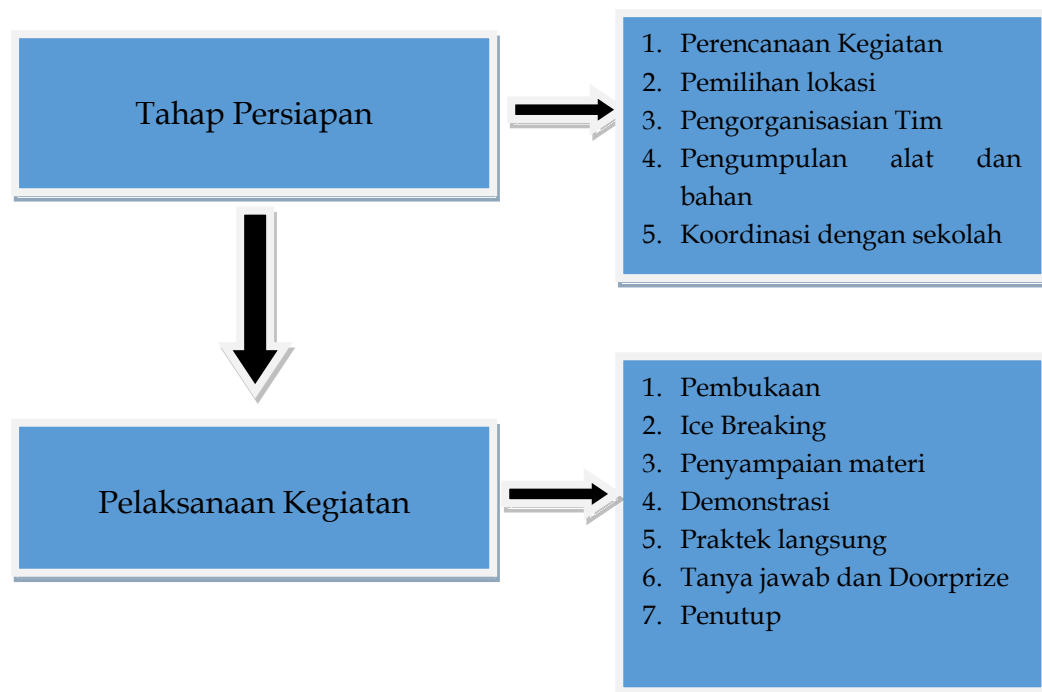 Tahap Persiapan
1. Perencanaan Kegiatan
2. Pemilihan lokasi
3. Pengorganisasian Tim
4. Pengumpulan alat dan
bahan
5. Koordinasi dengan sekolah
Pelaksanaan Kegiatan
1. Pembukaan
2. Ice Breaking
3. Penyampaian materi
4. Demonstrasi
5. Praktek langsung
6. Tanya jawab dan Doorprize
7. Penutup